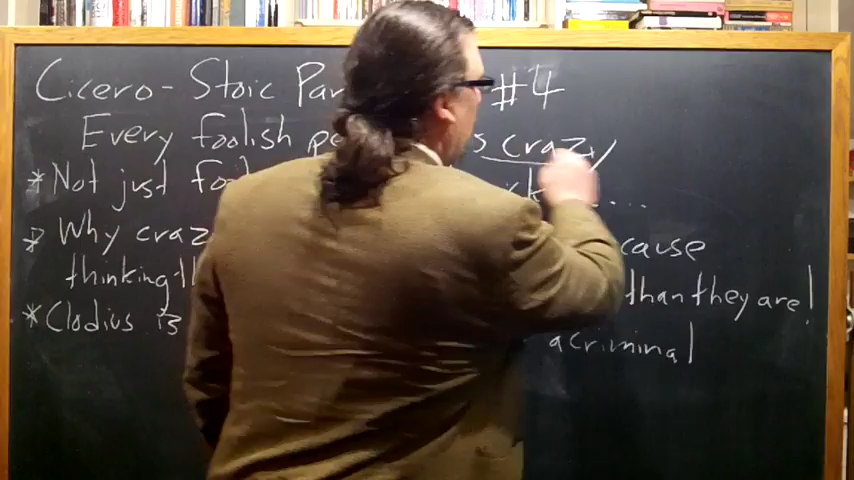 Cicero - Stoic Par #4
Every foolish pe s crazy
* Not just fo ...
* Why craz cause
thinking th than they are!
* Clodius is a criminal